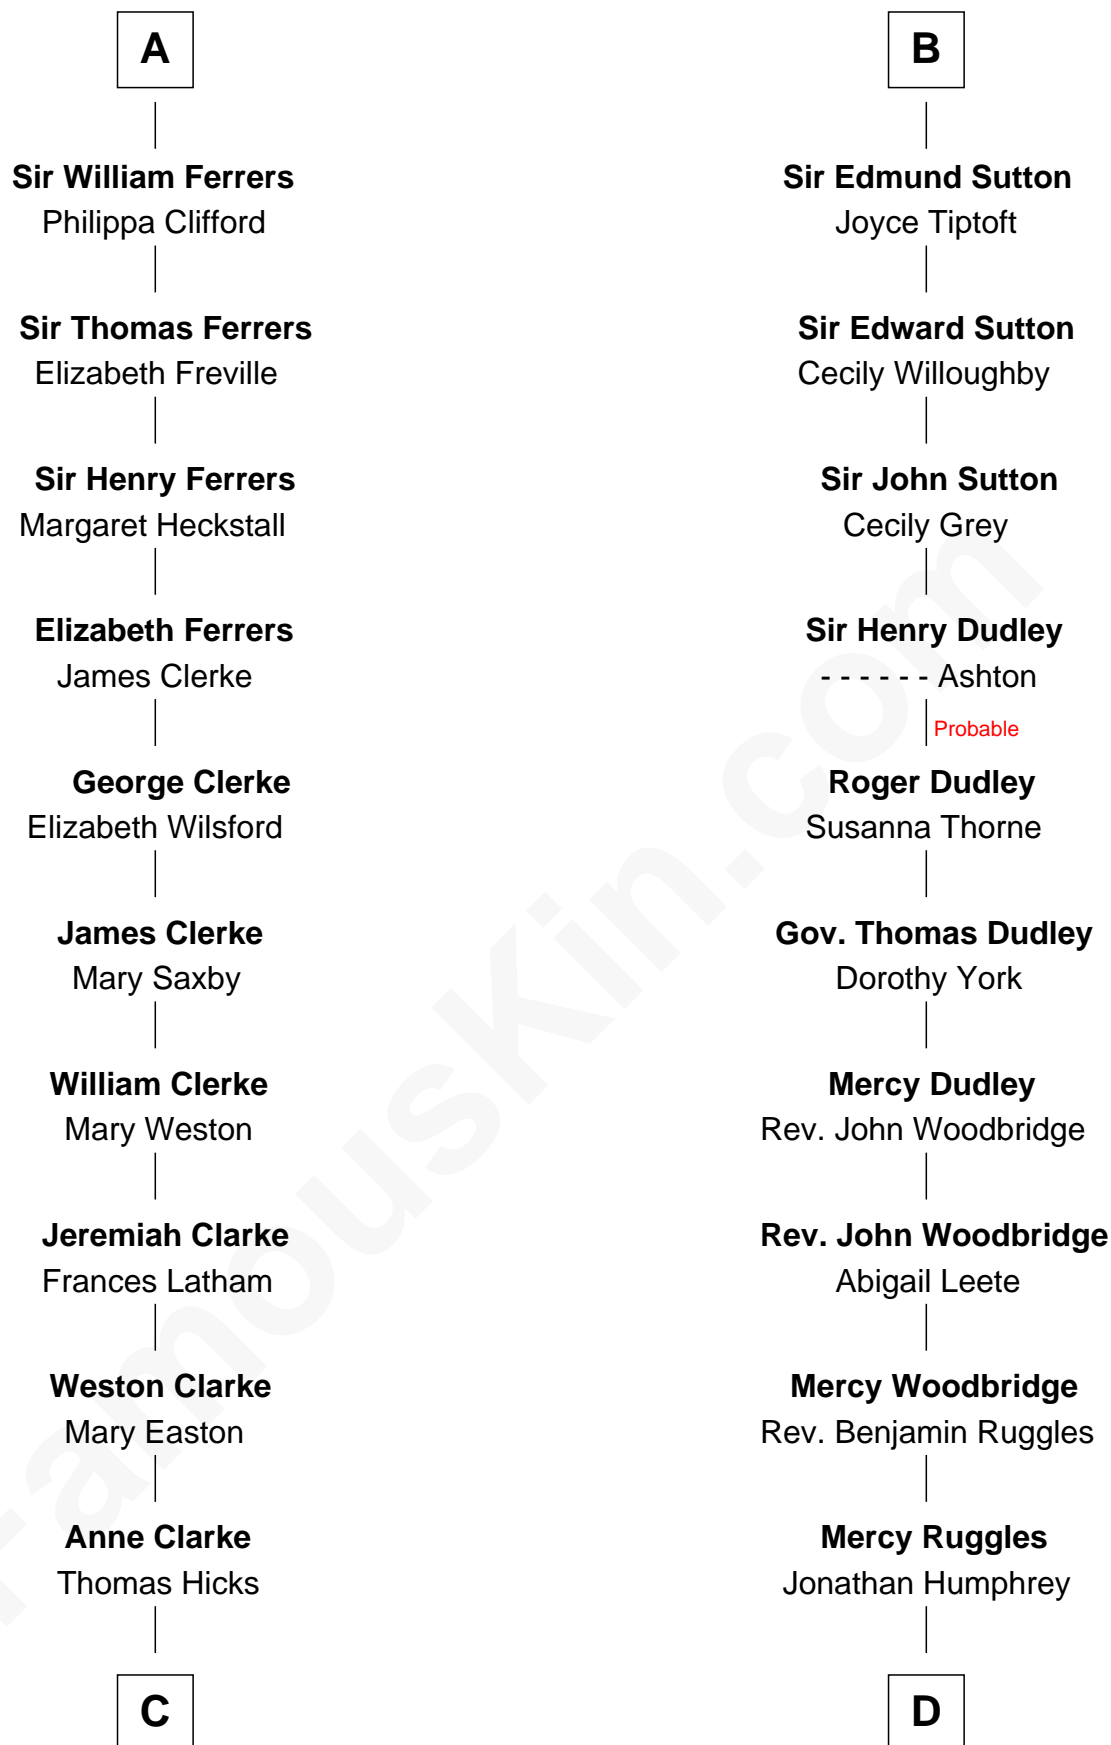 A
Sir William Ferrers
Philippa Clifford
Sir Thomas Ferrers
Elizabeth Freville
Sir Henry Ferrers
Margaret Heckstall
Elizabeth Ferrers
James Clerke
George Clerke
Elizabeth Wilsford
James Clerke
Mary Saxby
William Clerke
Mary Weston
Jeremiah Clarke
Frances Latham
Weston Clarke
Mary Easton
Anne Clarke
Thomas Hicks
C
B
Sir Edmund Sutton
Joyce Tiptoft
Sir Edward Sutton
Cecily Willoughby
Sir John Sutton
Cecily Grey
Sir Henry Dudley
- - - - - - Ashton
Probable
Roger Dudley
Susanna Thorne
Gov. Thomas Dudley
Dorothy York
Mercy Dudley
Rev. John Woodbridge
Rev. John Woodbridge
Abigail Leete
Mercy Woodbridge
Rev. Benjamin Ruggles
Mercy Ruggles
Jonathan Humphrey
D
FamousKin.com